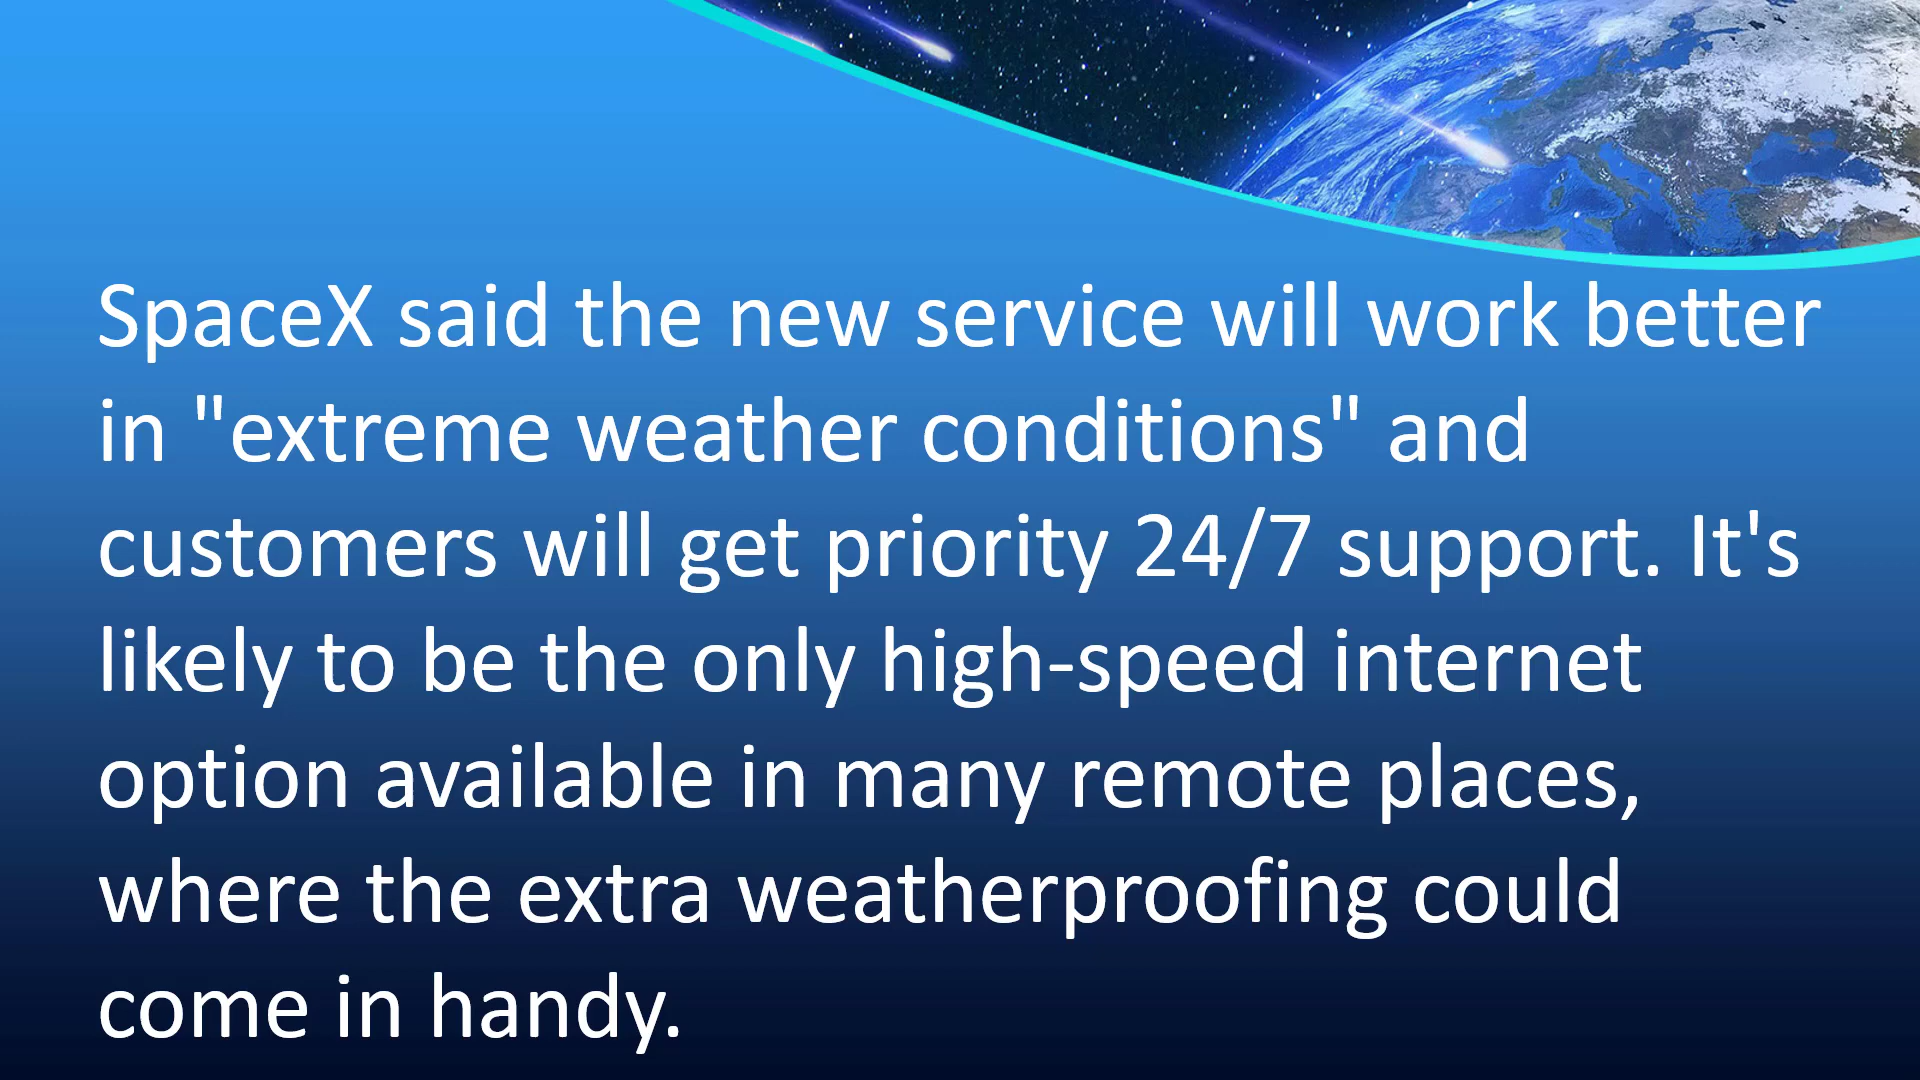 SpaceX said the new service will work better
in "extreme weather conditions" and
customers will get priority 24/7 support. It's
likely to be the only high-speed internet
option available in many remote places,
where the extra weatherproofing could
come in handy.